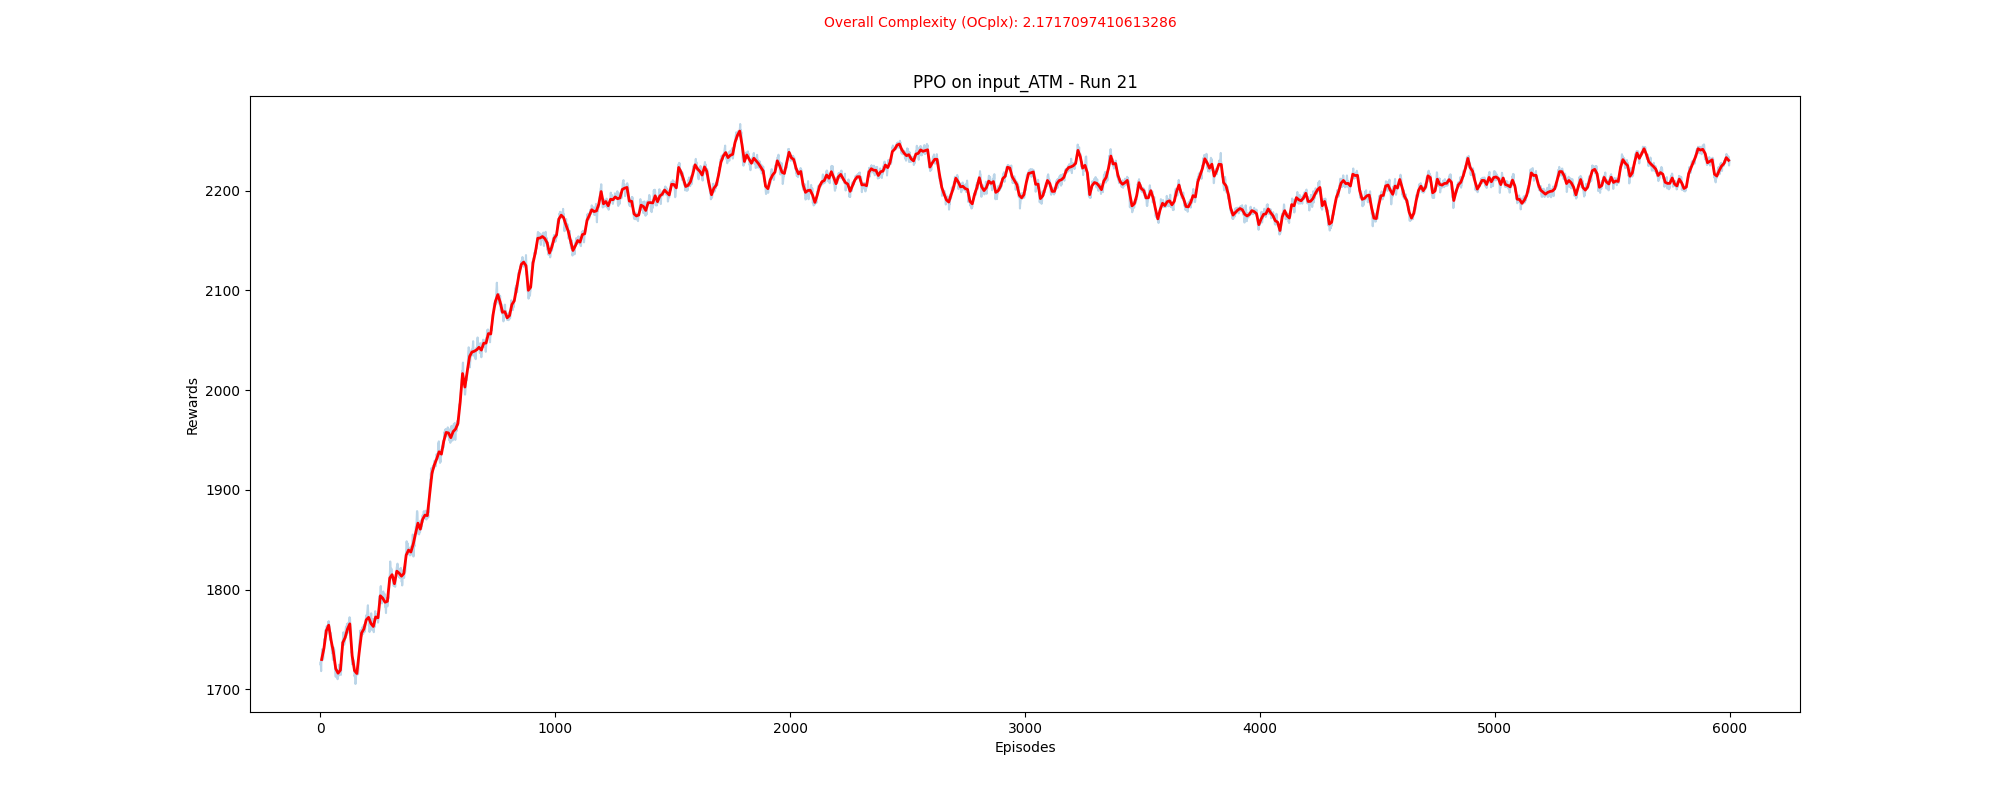 Overall Complexity (OCplx): 2.1717097410613286
PPO on input_ATM - Run 21
Rewards
2200
2100
2000
1900
1800
1700
0 1000 2000 3000 4000 5000 6000
Episodes